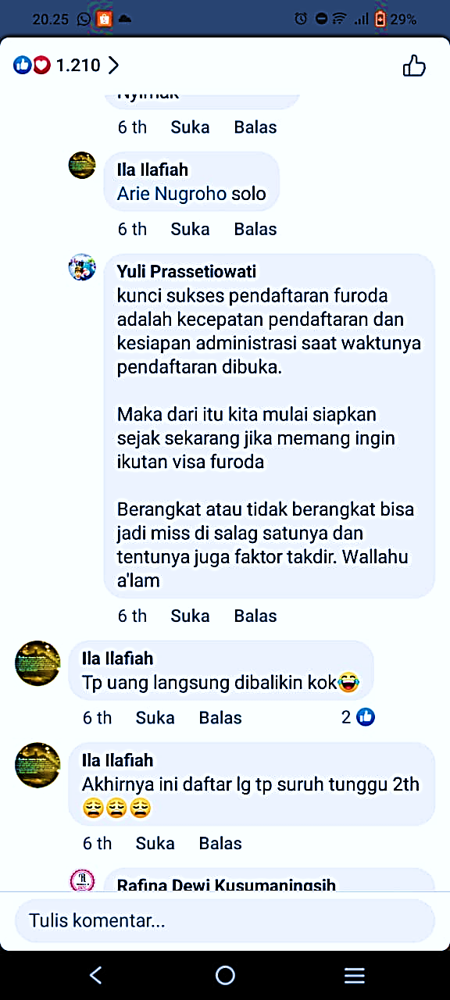 20.25 29%
1.210
Nyimak
6 th Suka Balas
Ila Ilafiah
Arie Nugroho solo
6 th Suka Balas
Yuli Prassetiowati
kunci sukses pendaftaran furoda
adalah kecepatan pendaftaran dan
kesiapan administrasi saat waktunya
pendaftaran dibuka.
Maka dari itu kita mulai siapkan
sejak sekarang jika memang ingin
ikutan visa furoda
Berangkat atau tidak berangkat bisa
jadi miss di salag satunya dan
tentunya juga faktor takdir. Wallahu
a'lam
6 th Suka Balas
Ila Ilafiah
Tp uang langsung dibalikin kok😂
6 th Suka Balas 2
Ila Ilafiah
Akhirnya ini daftar lg tp suruh tunggu 2th
😩😩😩
6 th Suka Balas
Rafina Dewi Kusumaningsih
Tulis komentar...